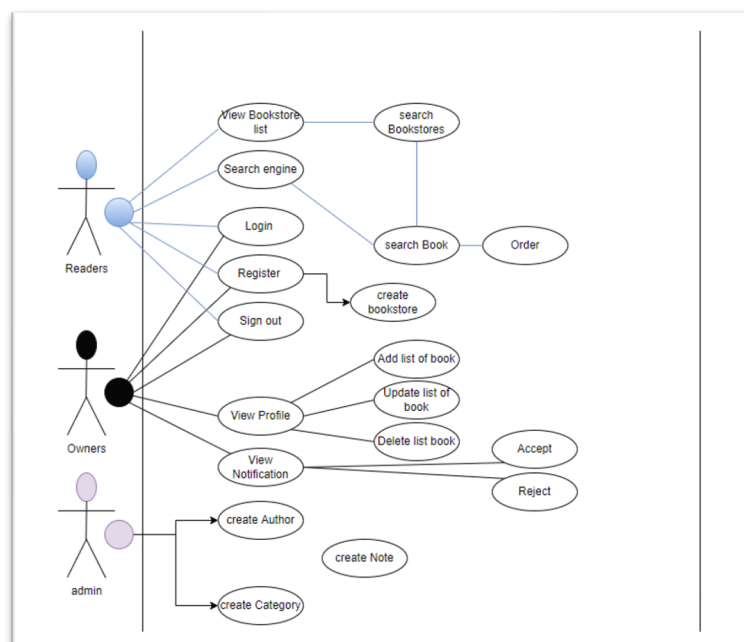 View Bookstore
list
search
Bookstores
Search engine
Login
search Book
Order
Readers
Register
create
bookstore
Sign out
Add list of book
Update list of
book
View Profile
Delete list book
Owners
View
Notification
Accept
Reject
create Author
create Note
admin
create Category